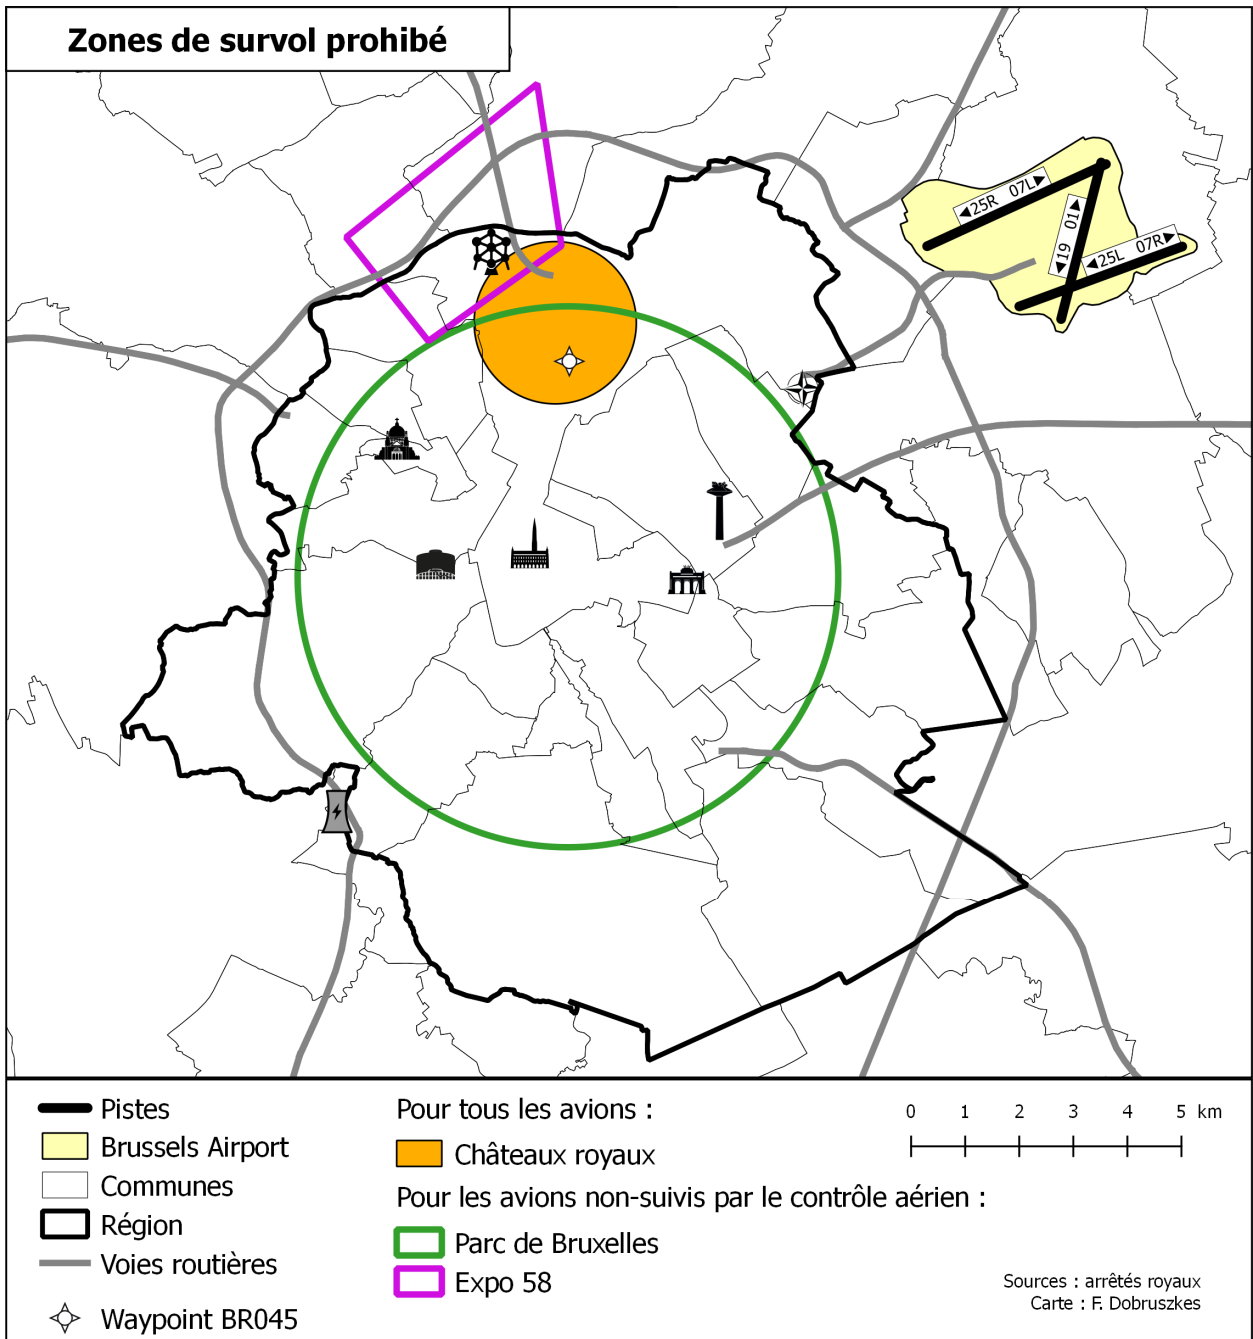 Zones de survol prohibé
◄25R 07L►
◄19 01►
◄25L 07R►
Pistes
Brussels Airport
Communes
Région
Voies routières
Waypoint BR045
Pour tous les avions :
Châteaux royaux
Pour les avions non-suivis par le contrôle aérien :
Parc de Bruxelles
Expo 58
0 1 2 3 4 5 km
Sources : arrêtés royaux
Carte : F. Dobruszkes